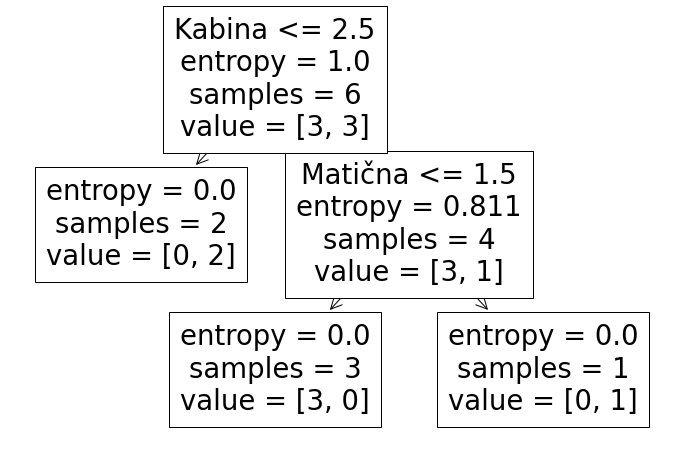 Kabina <= 2.5
entropy = 1.0
samples = 6
value = [3, 3]
entropy = 0.0
samples = 2
value = [0, 2]
Matična <= 1.5
entropy = 0.811
samples = 4
value = [3, 1]
entropy = 0.0
samples = 3
value = [3, 0]
entropy = 0.0
samples = 1
value = [0, 1]